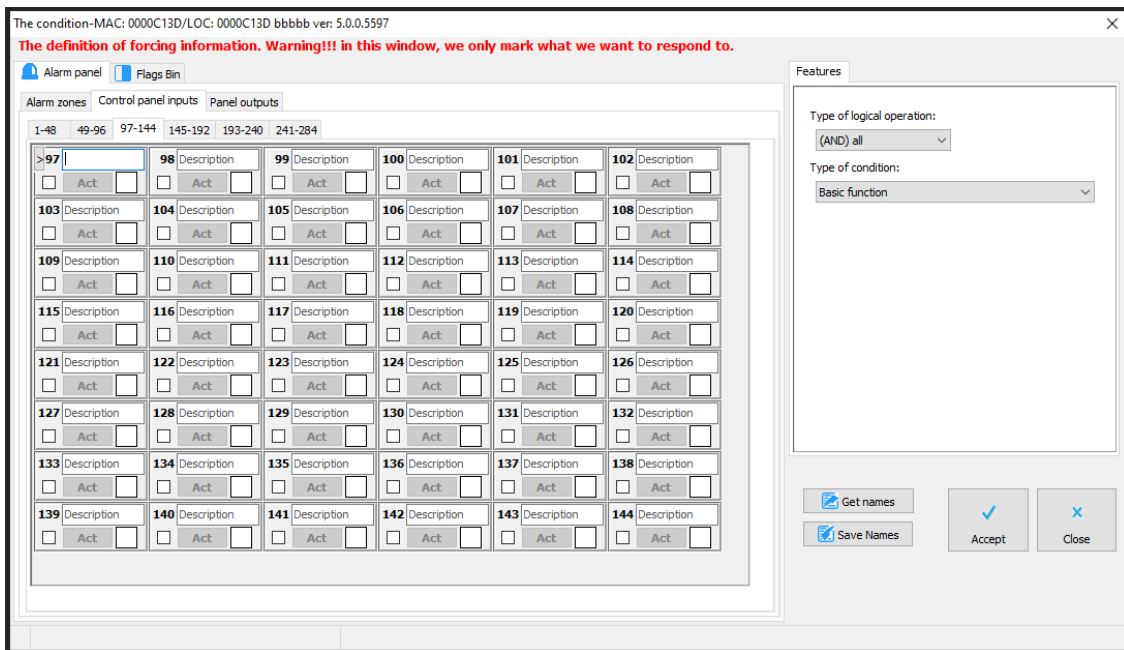 The condition-MAC: 0000C13D/LOC: 0000C13D bbbbb ver: 5.0.0.5597
The definition of forcing information. Warning!!! in this window, we only mark what we want to respond to.
Alarm panel Flags Bin
Alarm zones Control panel inputs Panel outputs
1-48 49-96 97-144 145-192 193-240 241-284
>97 98 Description 99 Description 100 Description 101 Description 102 Description
Act Act Act Act Act Act
103 Description 104 Description 105 Description 106 Description 107 Description 108 Description
Act Act Act Act Act Act
109 Description 110 Description 111 Description 112 Description 113 Description 114 Description
Act Act Act Act Act Act
115 Description 116 Description 117 Description 118 Description 119 Description 120 Description
Act Act Act Act Act Act
121 Description 122 Description 123 Description 124 Description 125 Description 126 Description
Act Act Act Act Act Act
127 Description 128 Description 129 Description 130 Description 131 Description 132 Description
Act Act Act Act Act Act
133 Description 134 Description 135 Description 136 Description 137 Description 138 Description
Act Act Act Act Act Act
139 Description 140 Description 141 Description 142 Description 143 Description 144 Description
Act Act Act Act Act Act
Features
Type of logical operation:
(AND) all
Type of condition:
Basic function
Get names
Save Names
Accept
Close